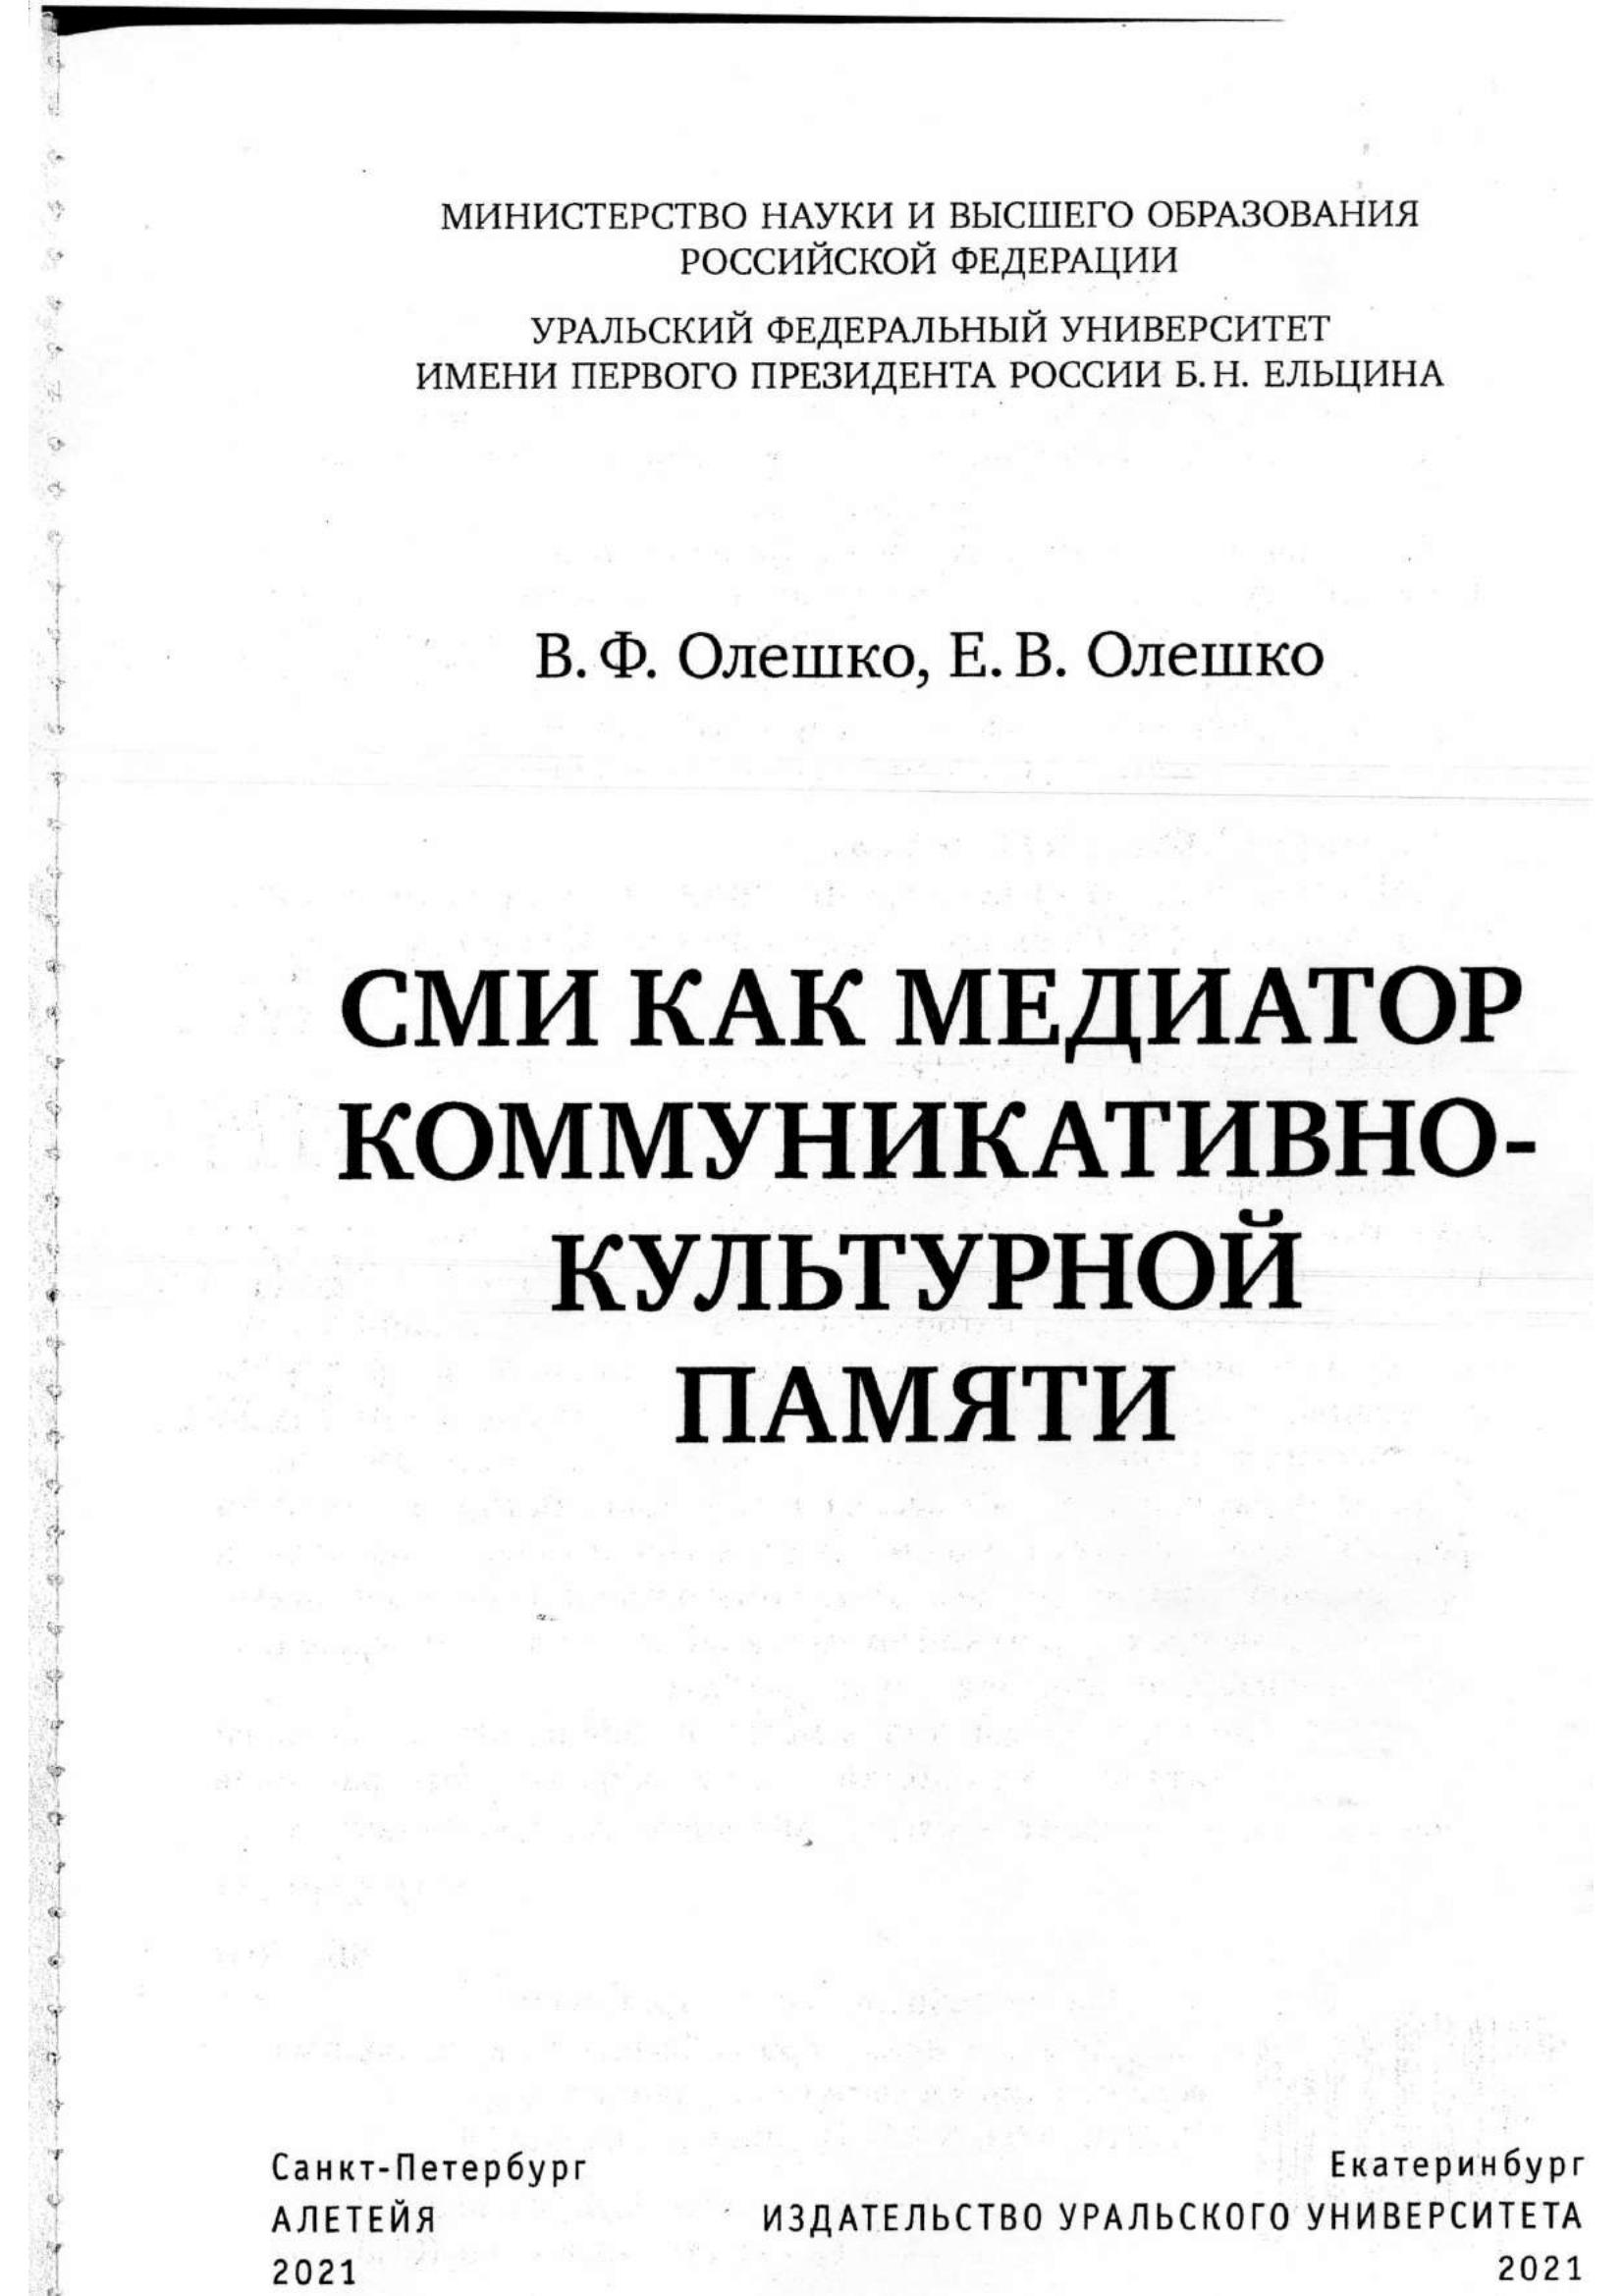 МИНИСТЕРСТВО НАУКИ И ВЫСШЕГО ОБРАЗОВАНИЯ
РОССИЙСКОЙ ФЕДЕРАЦИИ
УРАЛЬСКИЙ ФЕДЕРАЛЬНЫЙ УНИВЕРСИТЕТ
ИМЕНИ ПЕРВОГО ПРЕЗИДЕНТА РОССИИ Б. Н. ЕЛЬЦИНА
В. Ф. Олешко, Е. В. Олешко
СМИ КАК МЕДИАТОР
КОММУНИКАТИВНО-
КУЛЬТУРНОЙ
ПАМЯТИ
Санкт-Петербург
АЛЕТЕЙЯ
2021
Екатеринбург
ИЗДАТЕЛЬСТВО УРАЛЬСКОГО УНИВЕРСИТЕТА
2021